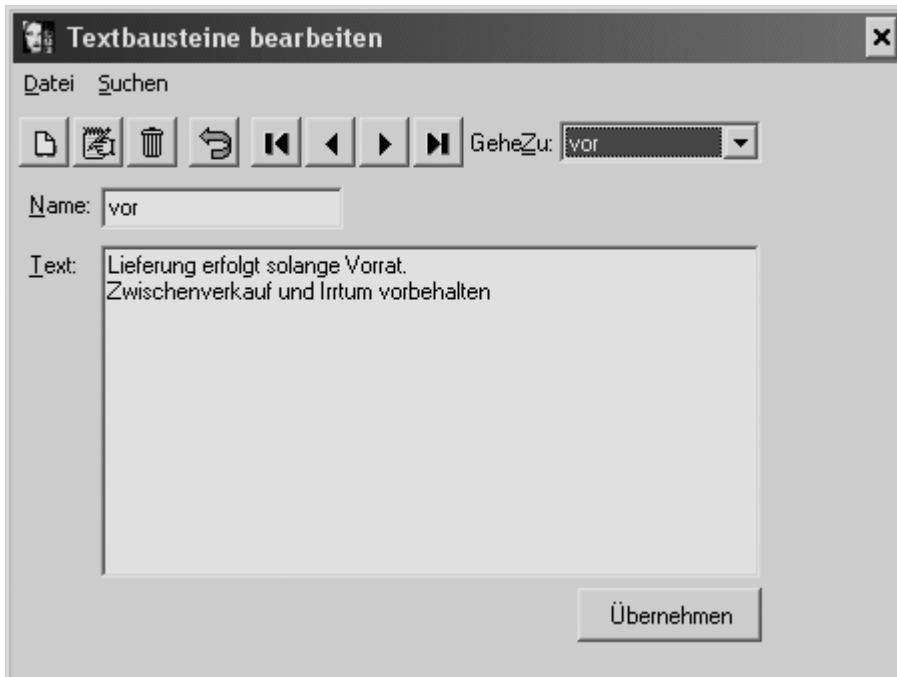 Textbausteine bearbeiten
Datei Suchen
GeheZu: vor
Name: vor
Text: Lieferung erfolgt solange Vorrat.
Zwischenverkauf und Irrtum vorbehalten
Übernehmen